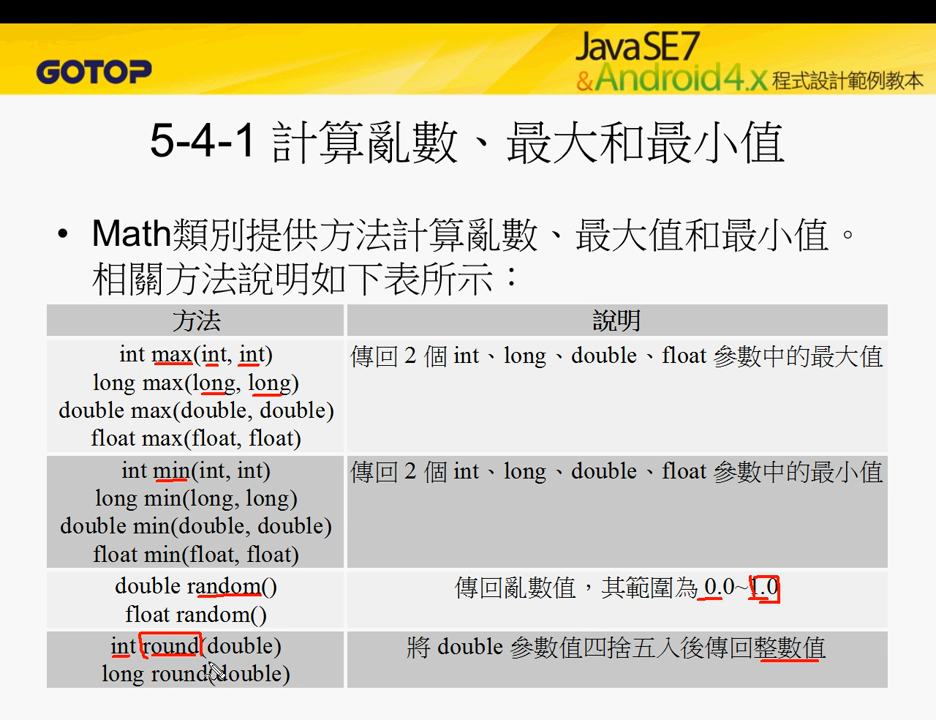 GOTOP
Java SE7
&Android4.x 程式設計範例教本
5-4-1 計算亂數、最大和最小值
• Math類別提供方法計算亂數、最大值和最小值。
相關方法說明如下表所示：
方法 說明
int max(int, int) 傳回 2 個 int、long、double、float 參數中的最大值
long max(long, long)
double max(double, double)
float max(float, float)
int min(int, int) 傳回 2 個 int、long、double、float 參數中的最小值
long min(long, long)
double min(double, double)
float min(float, float)
double random() 傳回亂數值，其範圍為 0.0~1.0
float random()
int round(double) 將 double 參數值四捨五入後傳回整數值
long round(double)